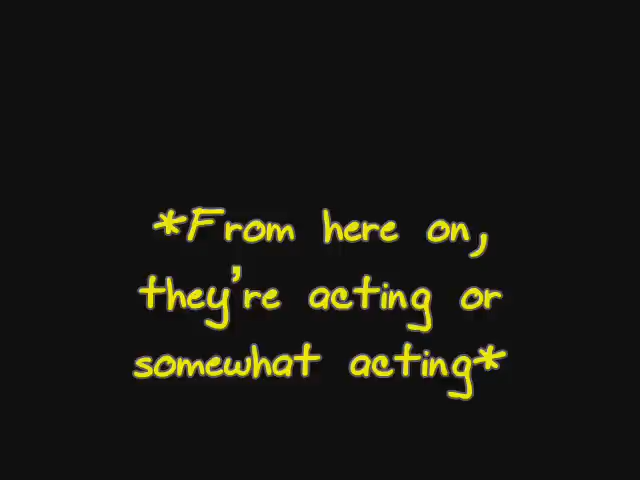 *From here on,
they're acting or
somewhat acting*